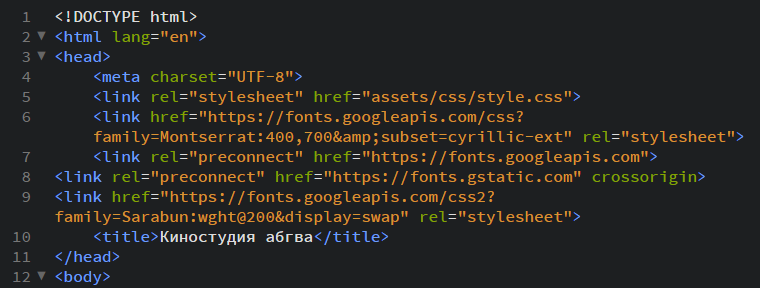 1 <!DOCTYPE html>
2 <html lang="en">
3 <head>
4 <meta charset="UTF-8">
5 <link rel="stylesheet" href="assets/css/style.css">
6 <link href="https://fonts.googleapis.com/css?
family=Montserrat:400,700&amp;subset=cyrillic-ext" rel="stylesheet">
7 <link rel="preconnect" href="https://fonts.googleapis.com">
8 <link rel="preconnect" href="https://fonts.gstatic.com" crossorigin>
9 <link href="https://fonts.googleapis.com/css2?
family=Sarabun:wght@200&display=swap" rel="stylesheet">
10 <title>Киностудия абгва</title>
11 </head>
12 <body>